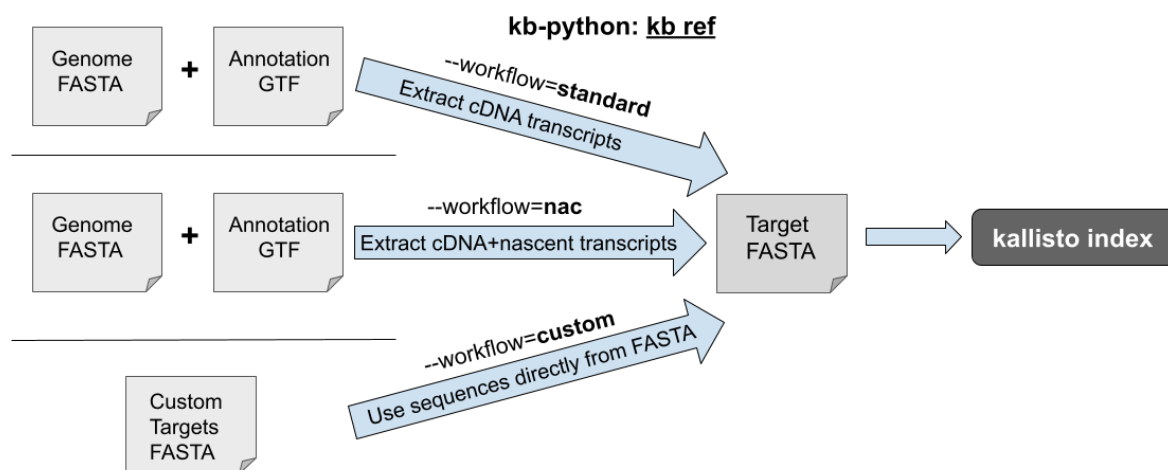 kb-python: kb ref
Genome
FASTA
+
Annotation
GTF
--workflow=standard
Extract cDNA transcripts
Genome
FASTA
+
Annotation
GTF
--workflow=nac
Extract cDNA+nascent transcripts
Target
FASTA
kallisto index
Custom
Targets
FASTA
--workflow=custom
Use sequences directly from FASTA